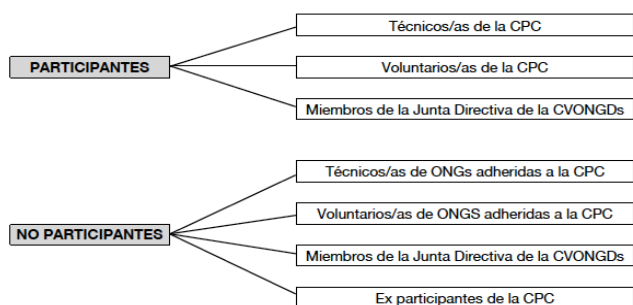 Técnicos/as de la CPC
PARTICIPANTES
Voluntarios/as de la CPC
Miembros de la Junta Directiva de la CVONGDs
Técnicos/as de ONGs adheridas a la CPC
Voluntarios/as de ONGS adheridas a la CPC
NO PARTICIPANTES
Miembros de la Junta Directiva de la CVONGDs
Ex participantes de la CPC